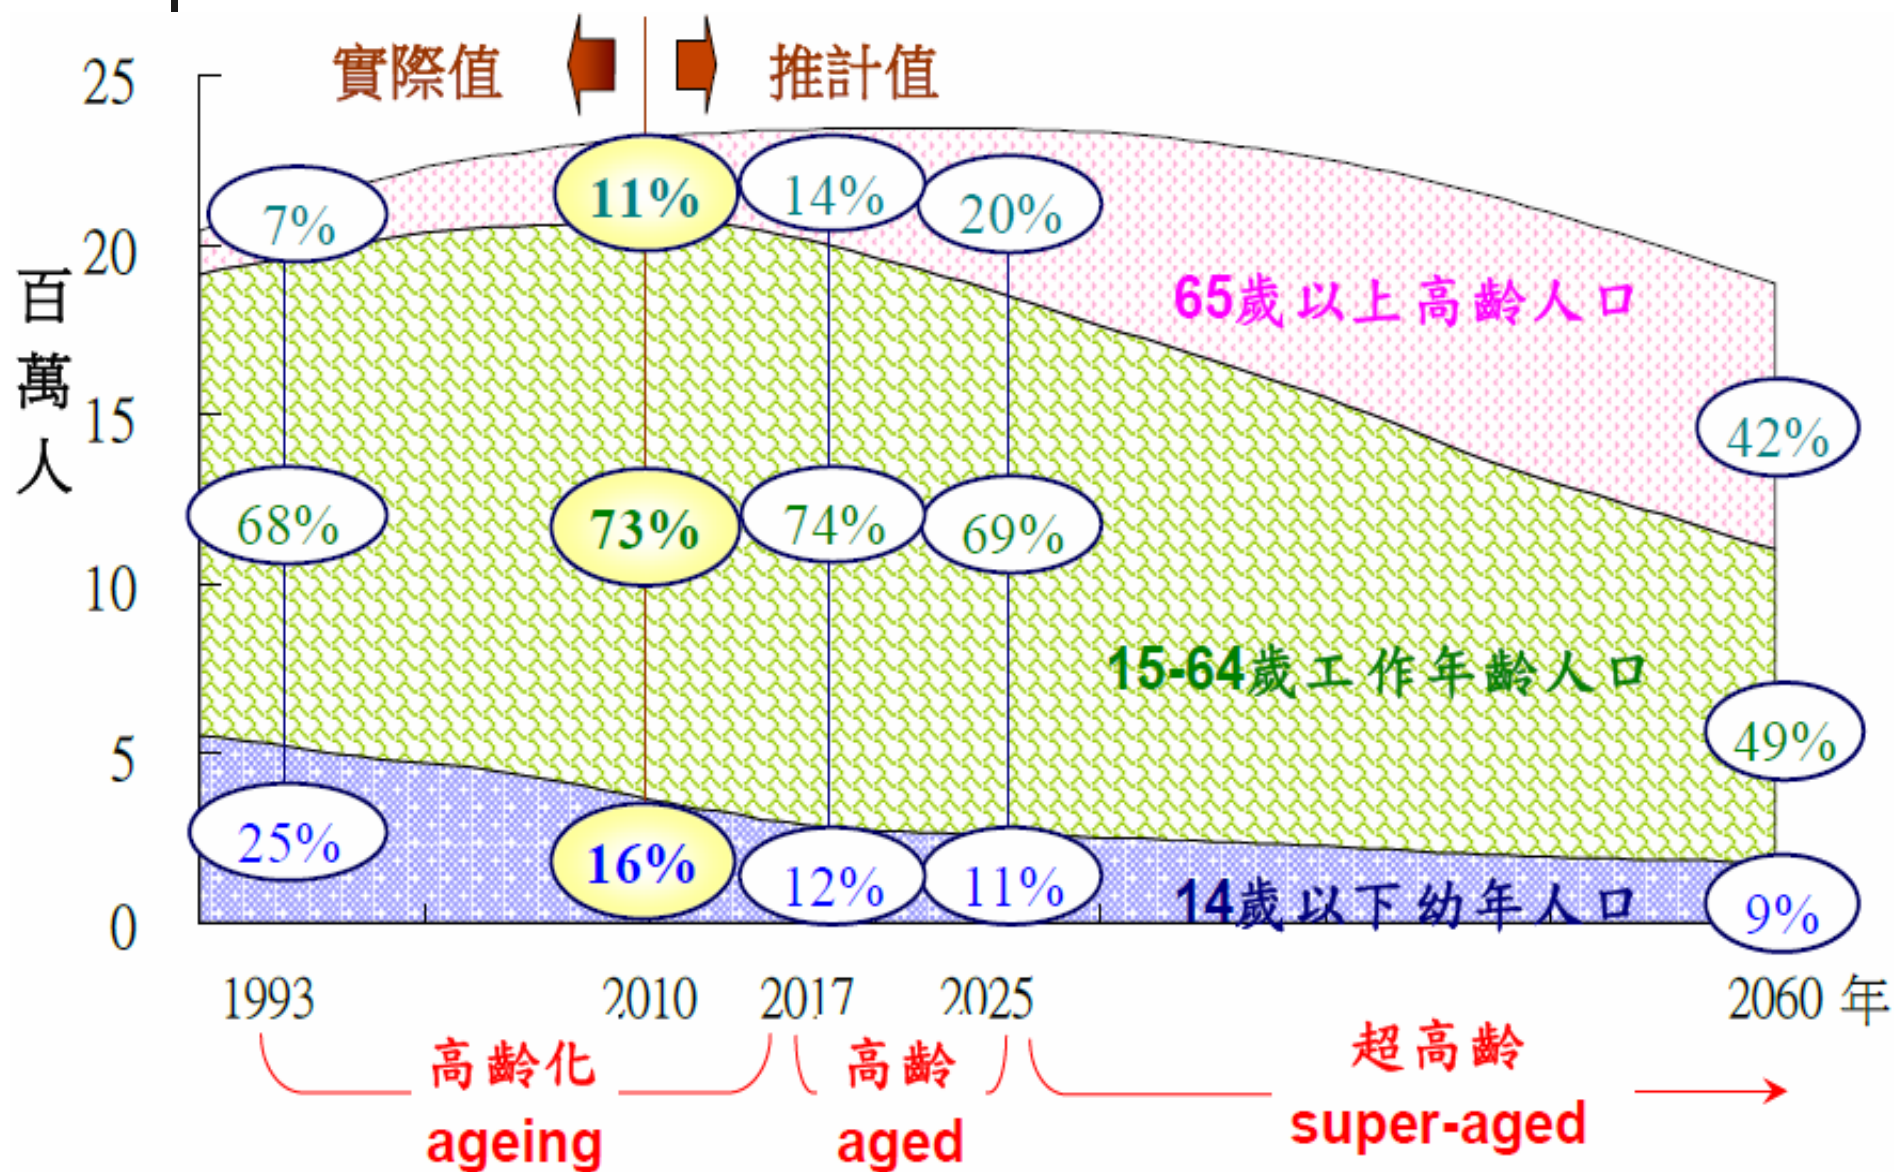 實際值 推計值
25
20
15
10
5
0
百萬人
7% 11% 14% 20%
65歲以上高齡人口
42%
68% 73% 74% 69%
15-64歲工作年齡人口
49%
25% 16% 12% 11%
14歲以下幼年人口
9%
1993 2010 2017 2025 2060 年
高齡化 高齡 超高齡
ageing aged super-aged